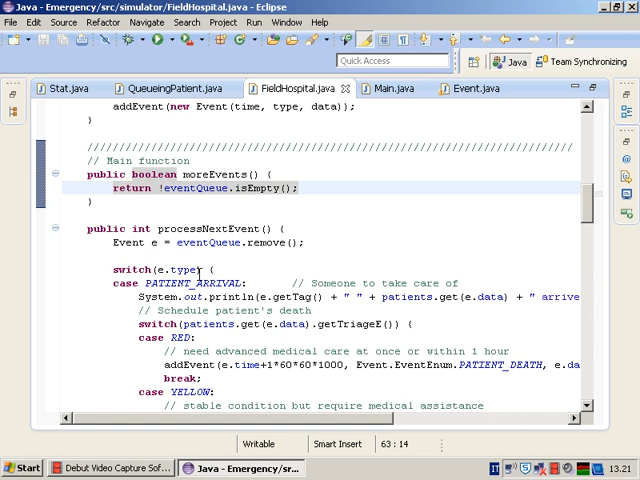 Java - Emergency/src/simulator/FieldHospital.java - Eclipse
File Edit Source Refactor Navigate Search Project Run Window Help
Quick Access
Java
Team Synchronizing
Stat.java
QueueingPatient.java
FieldHospital.java
Main.java
Event.java
addEvent(new Event(time, type, data));
}
////////////////////////////////////////////////////////////////////////////
// Main function
public boolean moreEvents() {
return !eventQueue.isEmpty();
}
public int processNextEvent() {
Event e = eventQueue.remove();
switch(e.type) {
case PATIENT_ARRIVAL: // Someone to take care of
System.out.println(e.getTag() + " " + patients.get(e.data) + " arrive
// Schedule patient's death
switch(patients.get(e.data).getTriageE()) {
case RED:
// need advanced medical care at once or within 1 hour
addEvent(e.time+1*60*60*1000, Event.EventEnum.PATIENT_DEATH, e.da
break;
case YELLOW:
// stable condition but require medical assistance
Writable
Smart Insert
63 : 14
Start
Debut Video Capture Sof...
Java - Emergency/sr...
IT
13.21